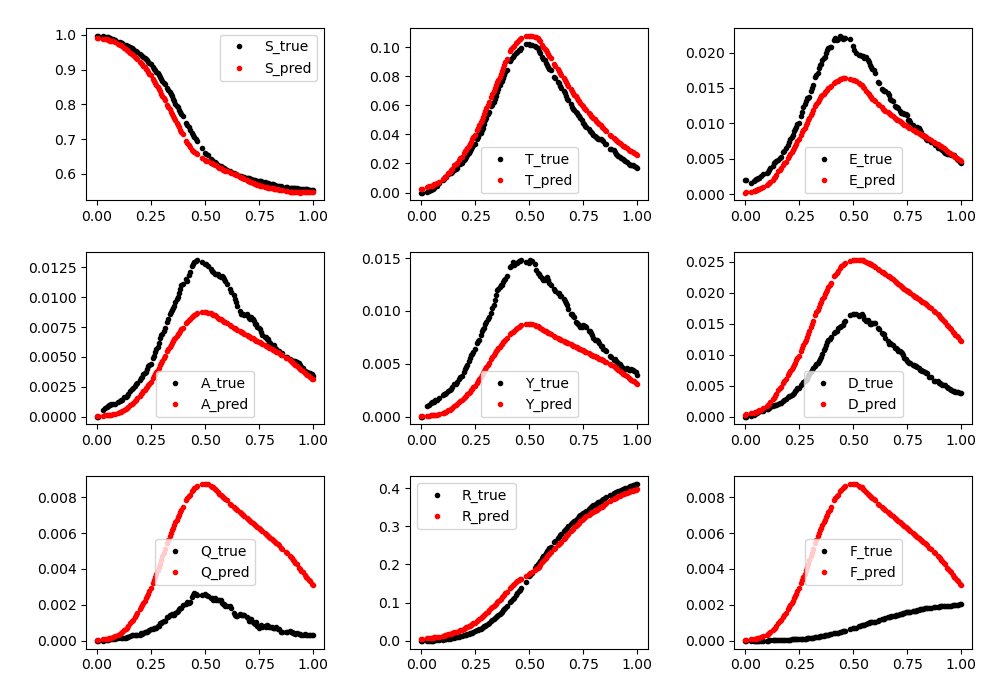 1.0
0.9
0.8
0.7
0.6
0.00 0.25 0.50 0.75 1.00
S_true
S_pred
0.10
0.08
0.06
0.04
0.02
0.00
0.00 0.25 0.50 0.75 1.00
T_true
T_pred
0.020
0.015
0.010
0.005
0.000
0.00 0.25 0.50 0.75 1.00
E_true
E_pred
0.0125
0.0100
0.0075
0.0050
0.0025
0.0000
0.00 0.25 0.50 0.75 1.00
A_true
A_pred
0.015
0.010
0.005
0.000
0.00 0.25 0.50 0.75 1.00
Y_true
Y_pred
0.025
0.020
0.015
0.010
0.005
0.000
0.00 0.25 0.50 0.75 1.00
D_true
D_pred
0.008
0.006
0.004
0.002
0.000
0.00 0.25 0.50 0.75 1.00
Q_true
Q_pred
0.4
0.3
0.2
0.1
0.0
0.00 0.25 0.50 0.75 1.00
R_true
R_pred
0.008
0.006
0.004
0.002
0.000
0.00 0.25 0.50 0.75 1.00
F_true
F_pred